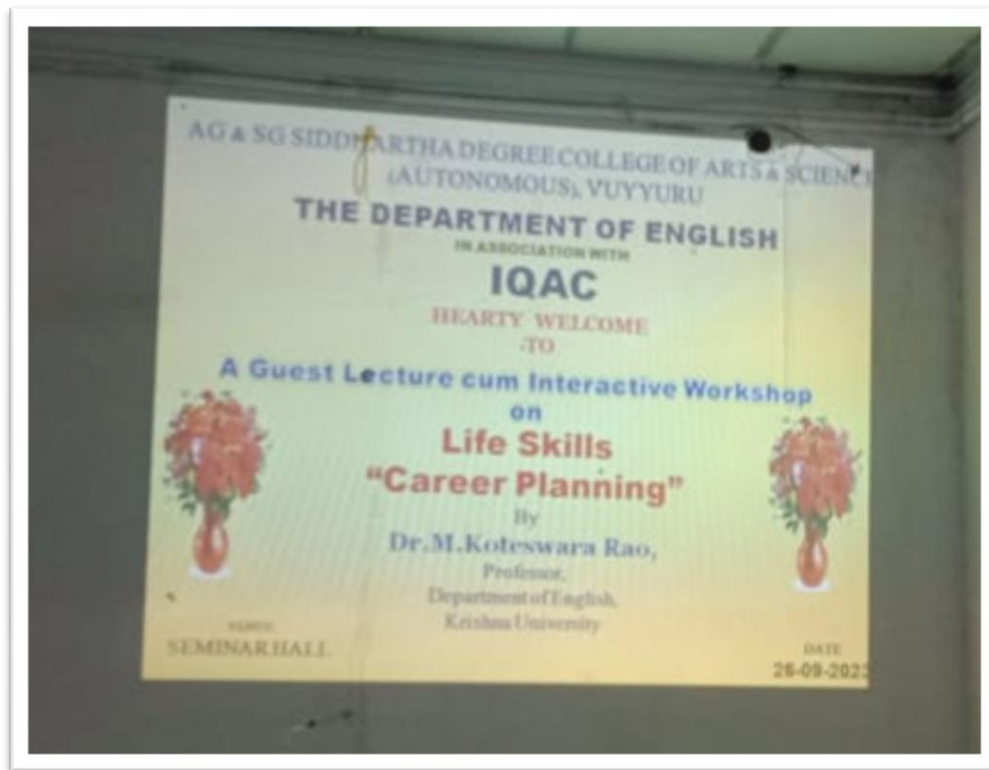 AG & SG SIDDHARTHA DEGREE COLLEGE OF ARTS & SCIENCE
(AUTONOMOUS), VUYYURU
THE DEPARTMENT OF ENGLISH
IN ASSOCIATION WITH
IQAC
HEARTY WELCOME
TO
A Guest Lecture cum Interactive Workshop
on
Life Skills
“Career Planning”
By
Dr.M.Koteswara Rao,
Professor,
Department of English,
Krishna University
VENUE
SEMINAR HALL
DATE